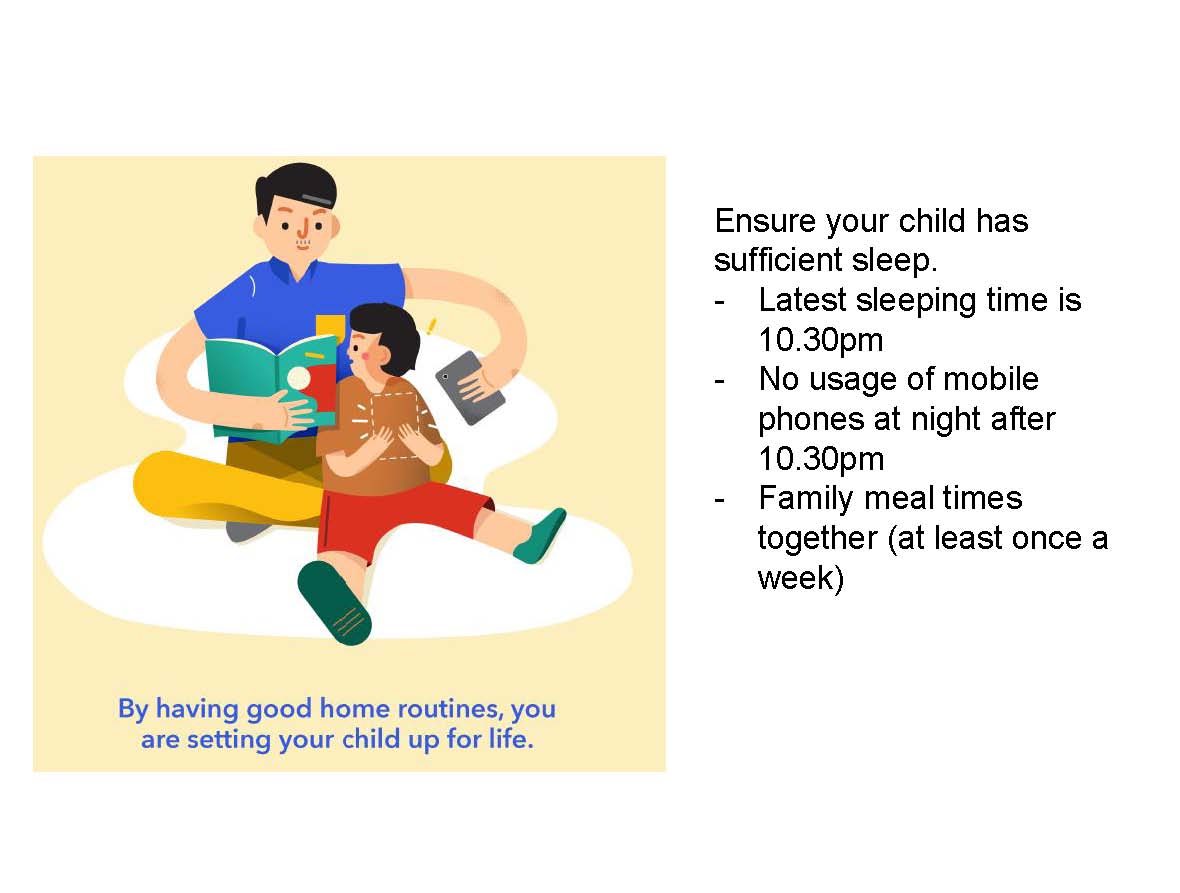 Ensure your child has
sufficient sleep.
- Latest sleeping time is
10.30pm
- No usage of mobile
phones at night after
10.30pm
- Family meal times
together (at least once a
week)
By having good home routines, you
are setting your child up for life.